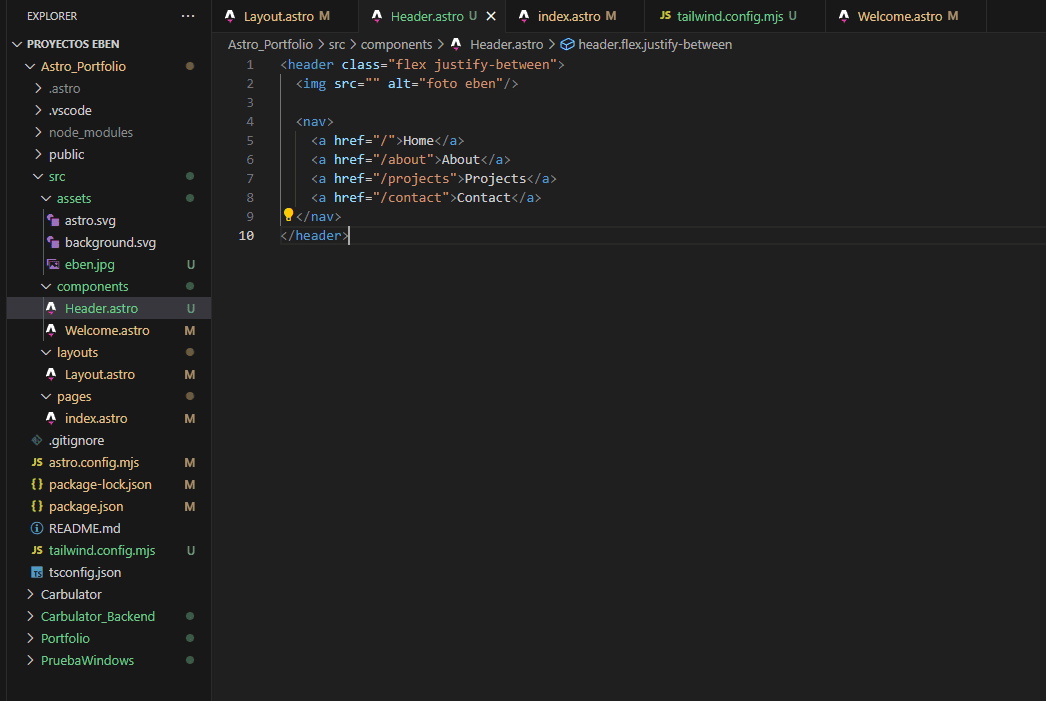 EXPLORER ...
PROYECTOS EBEN
Astro_Portfolio
.astro
.vscode
node_modules
public
src
assets
astro.svg
background.svg
eben.jpg U
components
Header.astro U
Welcome.astro M
layouts
Layout.astro M
pages
index.astro M
.gitignore
JS astro.config.mjs M
{} package-lock.json M
{} package.json M
README.md
JS tailwind.config.mjs U
TS tsconfig.json
Carbulator
Carbulator_Backend
Portfolio
PruebaWindows
Layout.astro M Header.astro U index.astro M JS tailwind.config.mjs U Welcome.astro M
Astro_Portfolio > src > components > Header.astro > header.flex.justify-between
1 <header class="flex justify-between">
2 <img src="" alt="foto eben"/>
3
4 <nav>
5 <a href="/">Home</a>
6 <a href="/about">About</a>
7 <a href="/projects">Projects</a>
8 <a href="/contact">Contact</a>
9 </nav>
10 </header>